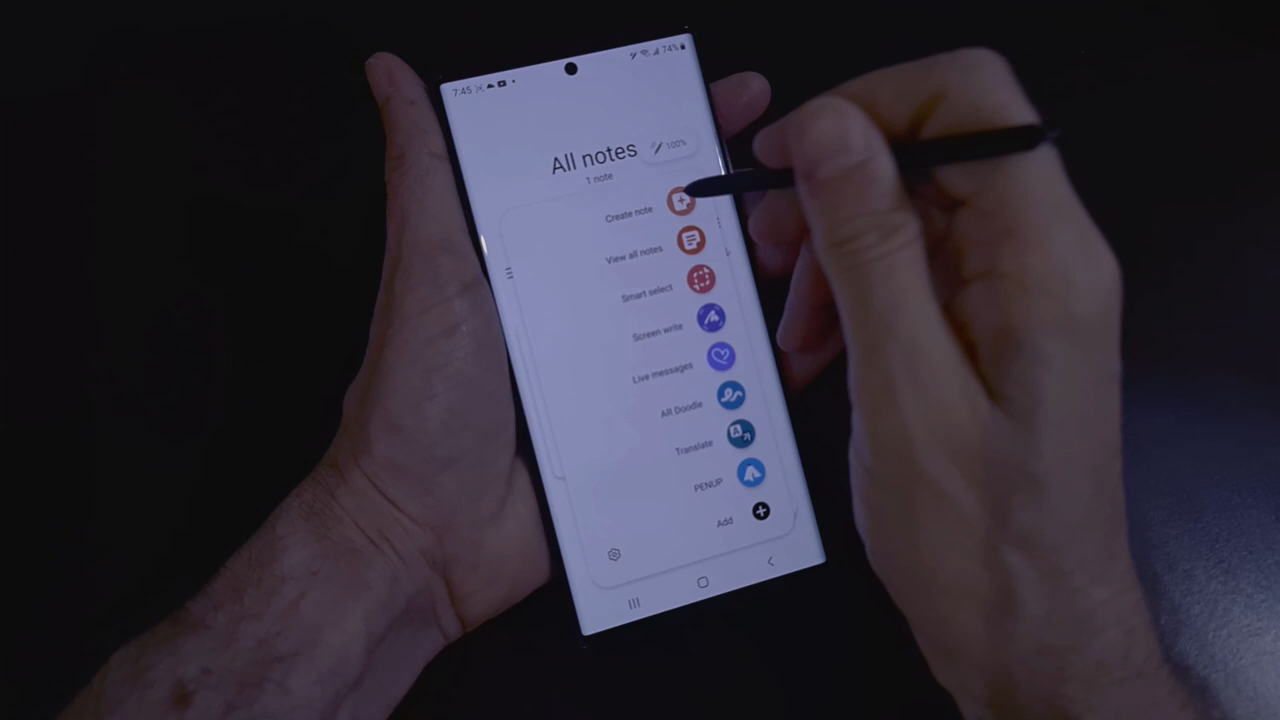 7:45
74%
All notes
100%
1 note
Create note
View all notes
Smart select
Screen write
Live messages
AR Doodle
Translate
PENUP
Add